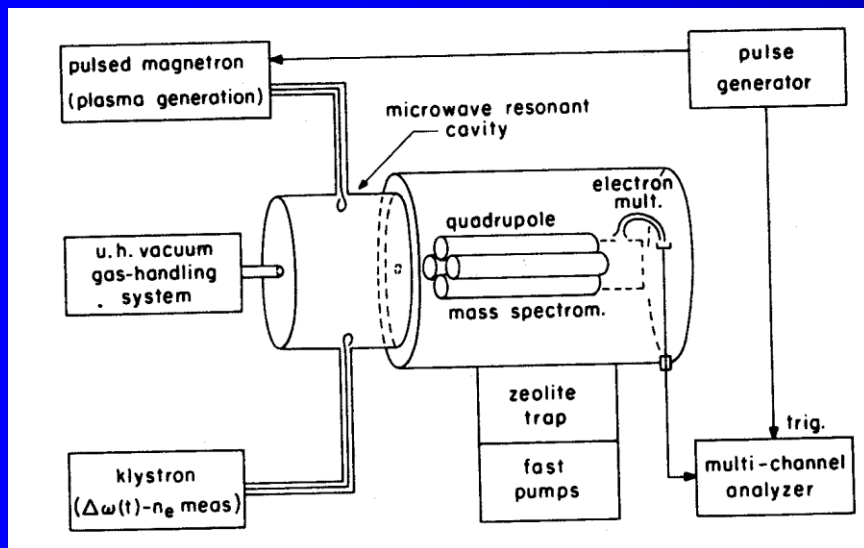 pulsed magnetron
(plasma generation)
pulse
generator
microwave resonant
cavity
electron
mult.
quadrupole
u.h. vacuum
gas-handling
system
mass spectrom.
zeolite
trap
fast
pumps
trig.
multi-channel
analyzer
klystron
(Δω(t)-nₑ meas)